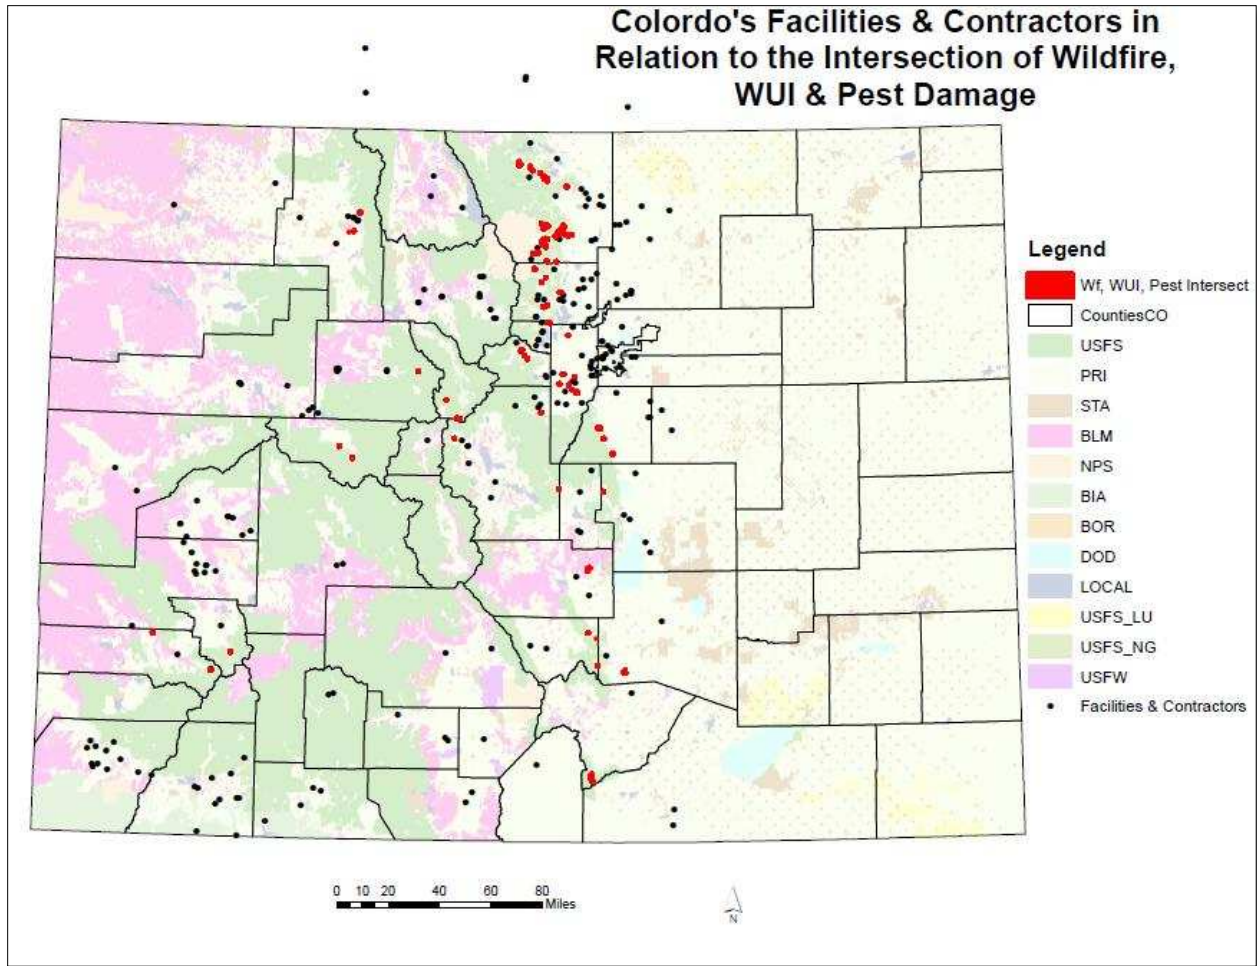 Colordo's Facilities & Contractors in
Relation to the Intersection of Wildfire,
WUI & Pest Damage
Legend
Wf, WUI, Pest Intersect
CountiesCO
USFS
PRI
STA
BLM
NPS
BIA
BOR
DOD
LOCAL
USFS_LU
USFS_NG
USFW
Facilities & Contractors
0 10 20 40 60 80
Miles
N